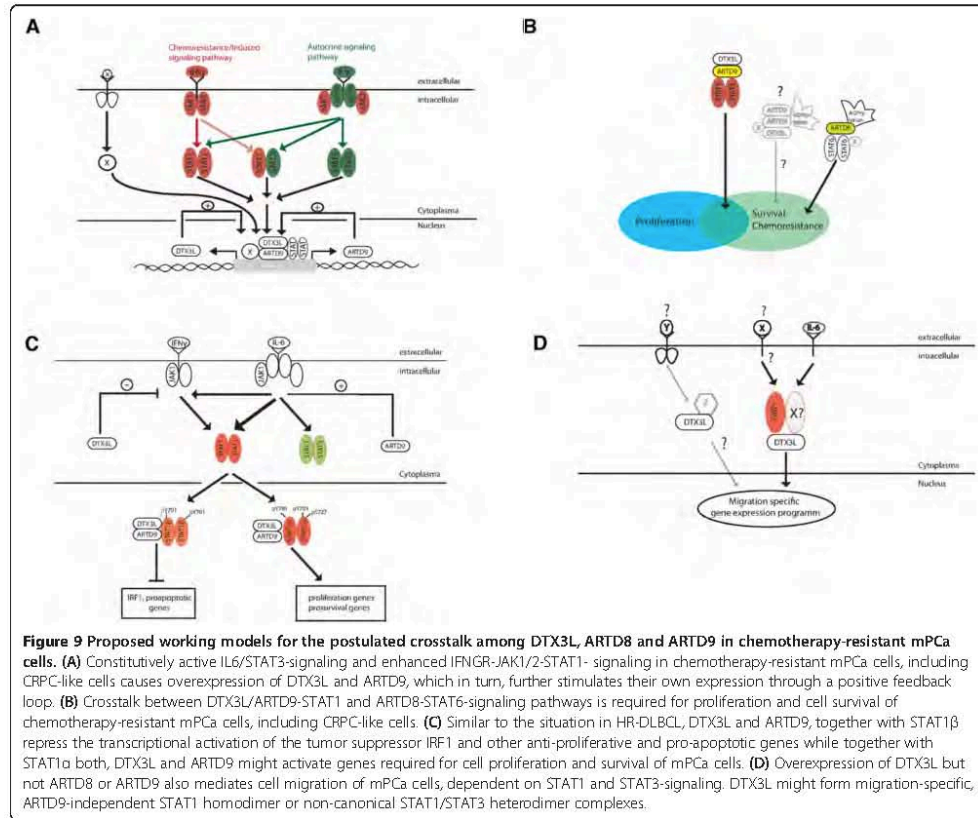 A
Chemoresistance/Induced
signaling pathway
Autocrine signaling
pathway
X
extracellular
intracellular
X
Cytoplasma
Nucleus
+
+
DTX3L
X
DTX3L
ARTD9
STAT
STAT
ARTD9
B
DTX3L
ARTD9
?
ARTD9
ARTD8
DTX3L
X
?
ARTD8
STAT6
STAT6
X
Proliferation
Survival
Chemoresistance
C
IFNγ
IL-6
extracellular
intracellular
JAK1
JAK1
+
+
DTX3L
ARTD9
Cytoplasma
Nucleus
DTX3L
ARTD9
DTX3L
ARTD9
IRF1, proapoptotic
genes
proliferation genes
prosurvival genes
D
?
Y
?
X
IL-6
extracellular
intracellular
?
?
DTX3L
X?
DTX3L
?
Cytoplasma
Nucleus
Migration specific
gene expression programm
Figure 9 Proposed working models for the postulated crosstalk among DTX3L, ARTD8 and ARTD9 in chemotherapy-resistant mPCa
cells. (A) Constitutively active IL6/STAT3-signaling and enhanced IFNGR-JAK1/2-STAT1- signaling in chemotherapy-resistant mPCa cells, including
CRPC-like cells causes overexpression of DTX3L and ARTD9, which in turn, further stimulates their own expression through a positive feedback
loop. (B) Crosstalk between DTX3L/ARTD9-STAT1 and ARTD8-STAT6-signaling pathways is required for proliferation and cell survival of
chemotherapy-resistant mPCa cells, including CRPC-like cells. (C) Similar to the situation in HR-DLBCL, DTX3L and ARTD9, together with STAT1β
repress the transcriptional activation of the tumor suppressor IRF1 and other anti-proliferative and pro-apoptotic genes while together with
STAT1α both, DTX3L and ARTD9 might activate genes required for cell proliferation and survival of mPCa cells. (D) Overexpression of DTX3L but
not ARTD8 or ARTD9 also mediates cell migration of mPCa cells, dependent on STAT1 and STAT3-signaling. DTX3L might form migration-specific,
ARTD9-independent STAT1 homodimer or non-canonical STAT1/STAT3 heterodimer complexes.